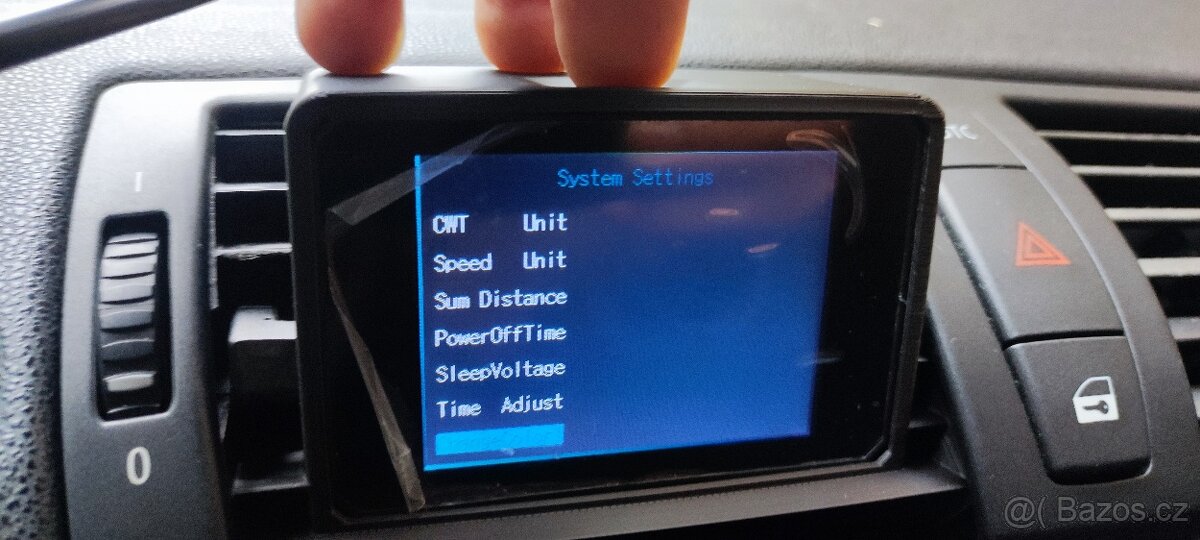 System Settings
CWT Unit
Speed Unit
Sum Distance
PowerOffTime
SleepVoltage
Time Adjust
0
@( Bazos.cz